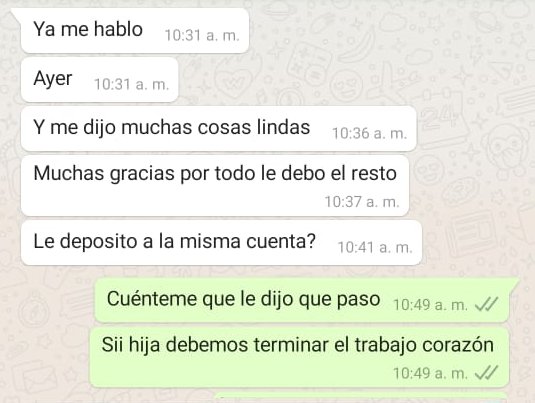 Ya me hablo 10:31 a. m.
Ayer 10:31 a. m.
Y me dijo muchas cosas lindas 10:36 a. m.
Muchas gracias por todo le debo el resto
10:37 a. m.
Le deposito a la misma cuenta? 10:41 a. m.
Cuénteme que le dijo que paso 10:49 a. m.
Sii hija debemos terminar el trabajo corazón
10:49 a. m.